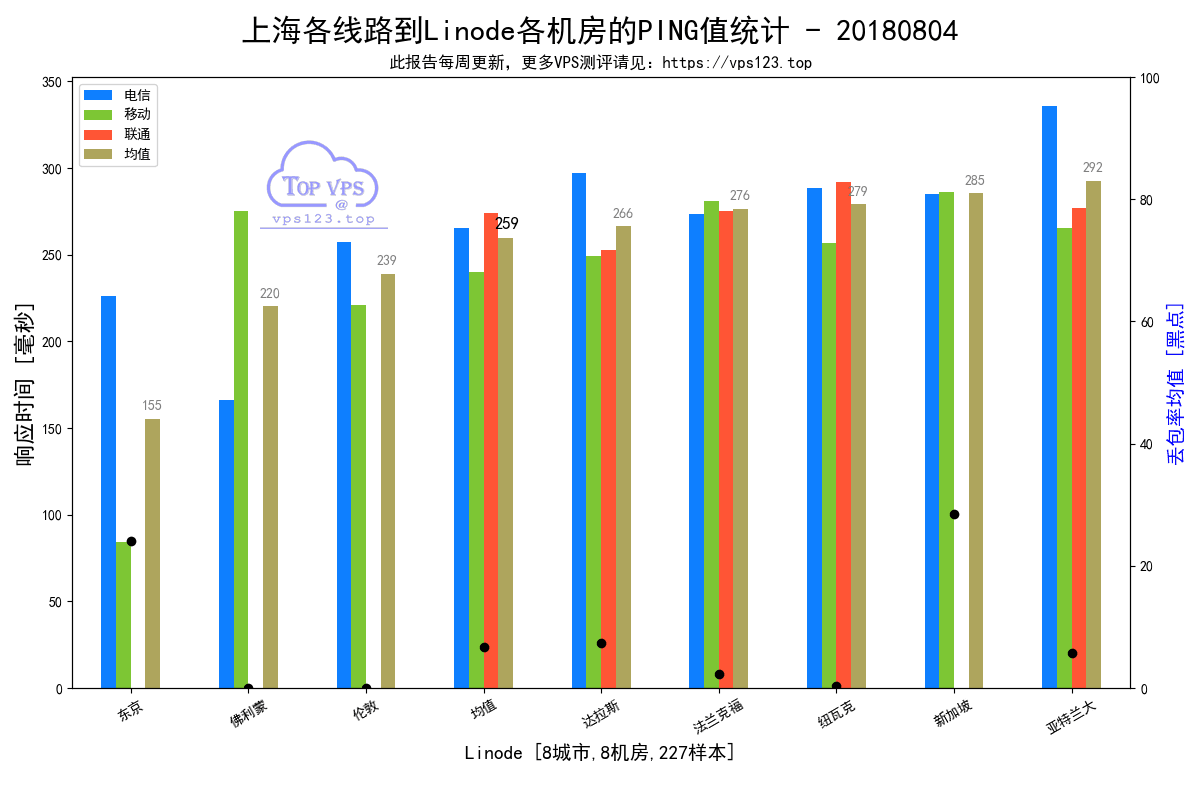 上海各线路到Linode各机房的PING值统计 - 20180804
此报告每周更新，更多VPS测评请见：https://vps123.top
电信
移动
联通
均值
TOP VPS
@
vps123.top
响应时间 [毫秒]
350
300
250
200
150
100
50
0
155
220
239
259
266
276
279
285
292
100
80
60
40
20
0
丢包率均值 [黑点]
东京
佛利蒙
伦敦
均值
达拉斯
法兰克福
纽瓦克
新加坡
亚特兰大
Linode [8城市,8机房,227样本]